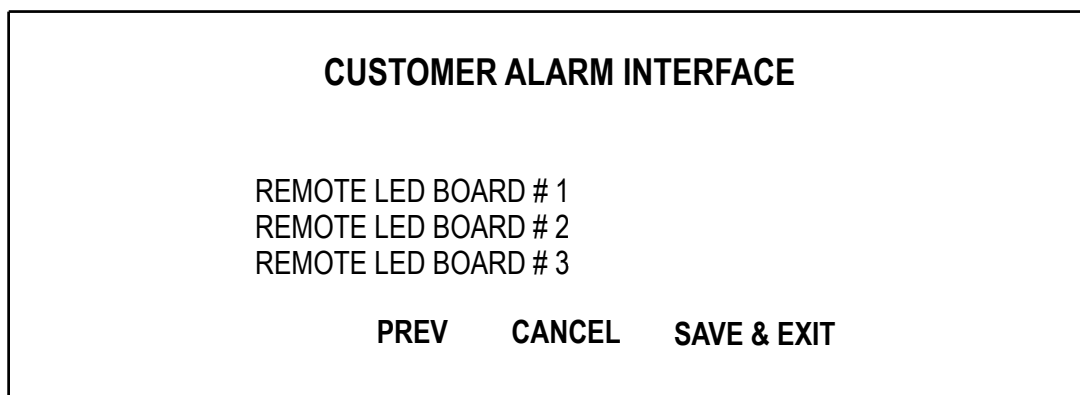 CUSTOMER ALARM INTERFACE
REMOTE LED BOARD # 1
REMOTE LED BOARD # 2
REMOTE LED BOARD # 3
PREV CANCEL SAVE & EXIT